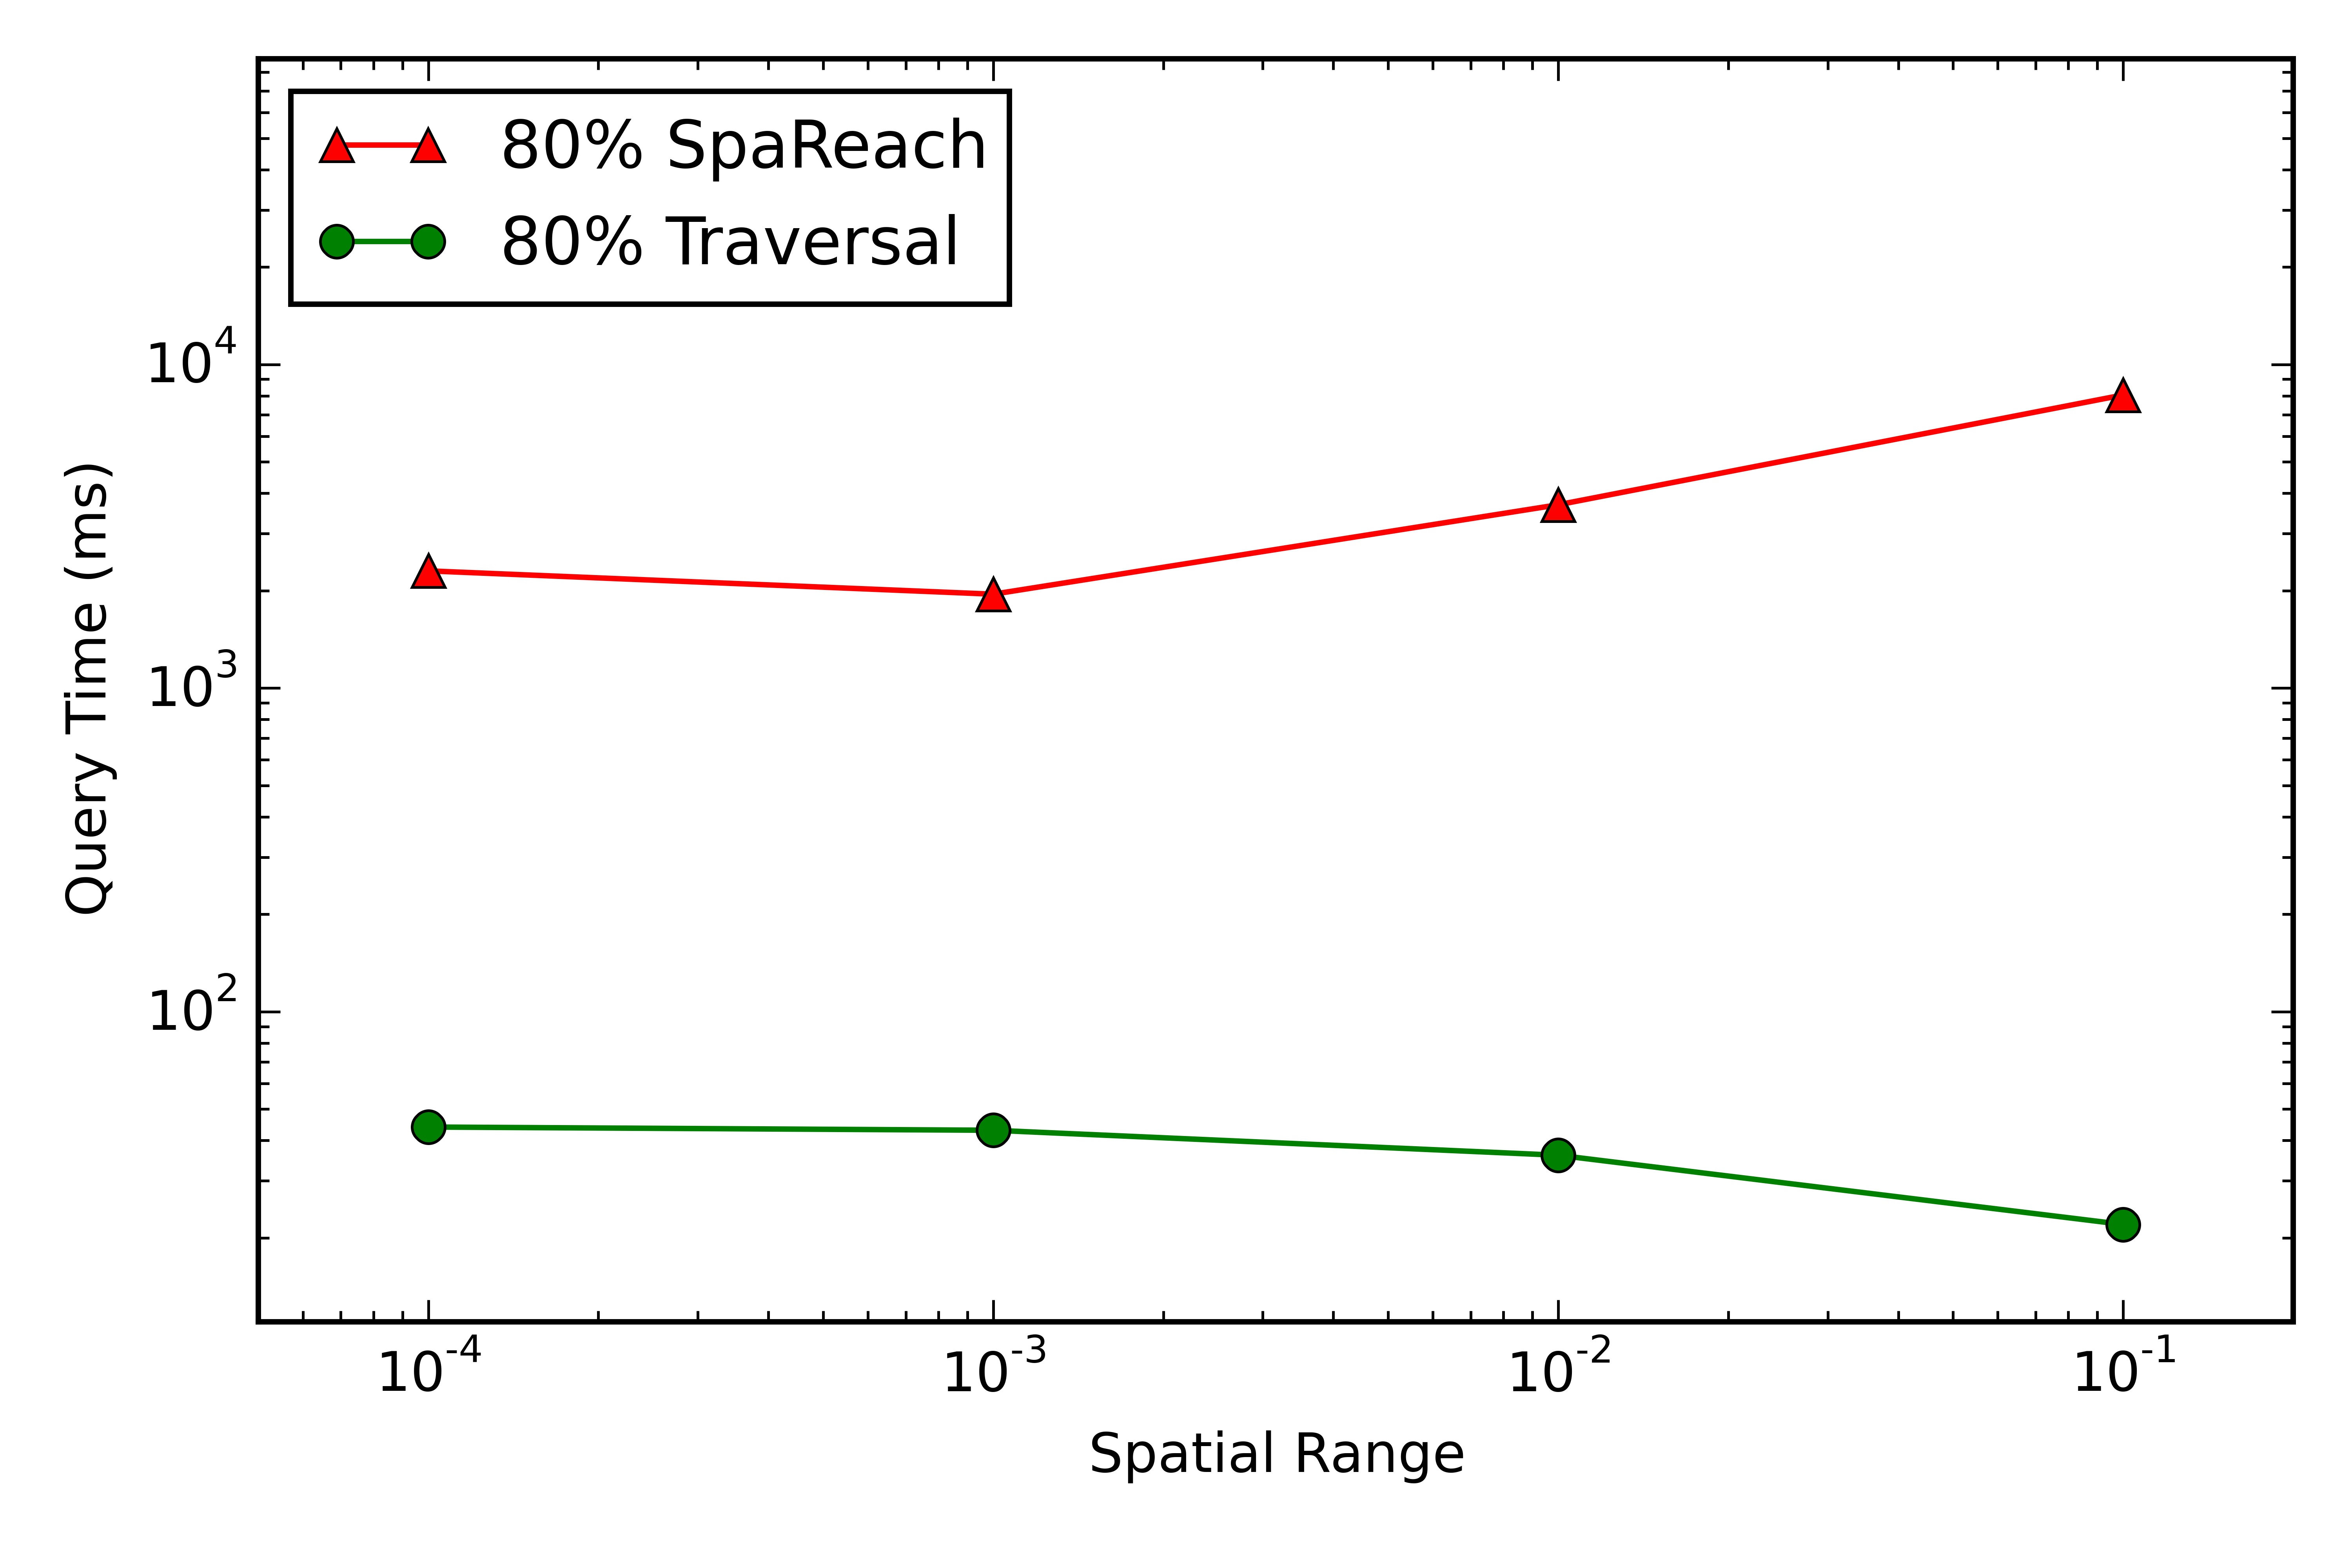 80% SpaReach
80% Traversal
10^4
10^3
10^2
Query Time (ms)
10^-4 10^-3 10^-2 10^-1
Spatial Range